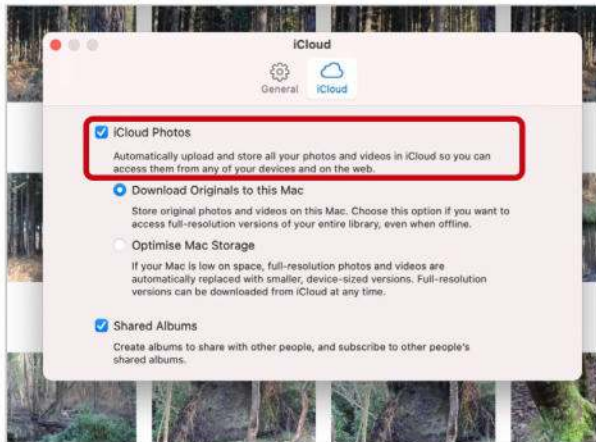 iCloud
General iCloud
iCloud Photos
Automatically upload and store all your photos and videos in iCloud so you can
access them from any of your devices and on the web.
Download Originals to this Mac
Store original photos and videos on this Mac. Choose this option if you want to
access full-resolution versions of your entire library, even when offline.
Optimise Mac Storage
If your Mac is low on space, full-resolution photos and videos are
automatically replaced with smaller, device-sized versions. Full-resolution
versions can be downloaded from iCloud at any time.
Shared Albums
Create albums to share with other people, and subscribe to other people's
shared albums.